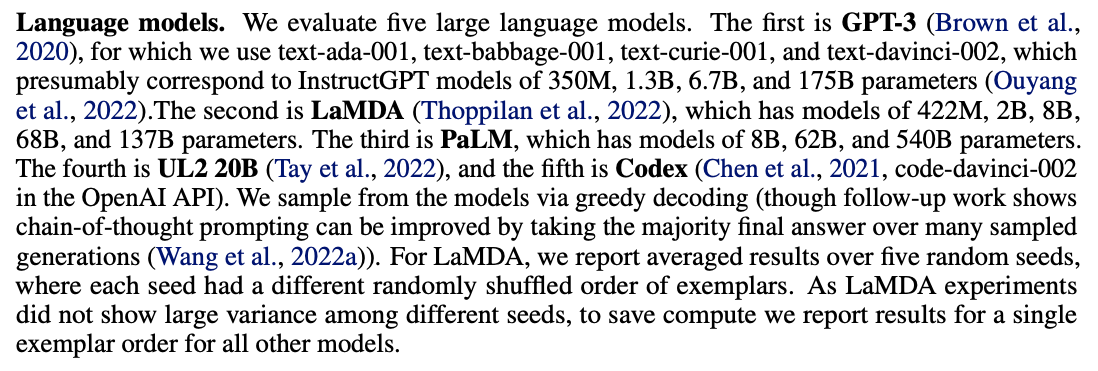 Language models. We evaluate five large language models. The first is GPT-3 (Brown et al.,
2020), for which we use text-ada-001, text-babbage-001, text-curie-001, and text-davinci-002, which
presumably correspond to InstructGPT models of 350M, 1.3B, 6.7B, and 175B parameters (Ouyang
et al., 2022).The second is LaMDA (Thoppilan et al., 2022), which has models of 422M, 2B, 8B,
68B, and 137B parameters. The third is PaLM, which has models of 8B, 62B, and 540B parameters.
The fourth is UL2 20B (Tay et al., 2022), and the fifth is Codex (Chen et al., 2021, code-davinci-002
in the OpenAI API). We sample from the models via greedy decoding (though follow-up work shows
chain-of-thought prompting can be improved by taking the majority final answer over many sampled
generations (Wang et al., 2022a)). For LaMDA, we report averaged results over five random seeds,
where each seed had a different randomly shuffled order of exemplars. As LaMDA experiments
did not show large variance among different seeds, to save compute we report results for a single
exemplar order for all other models.